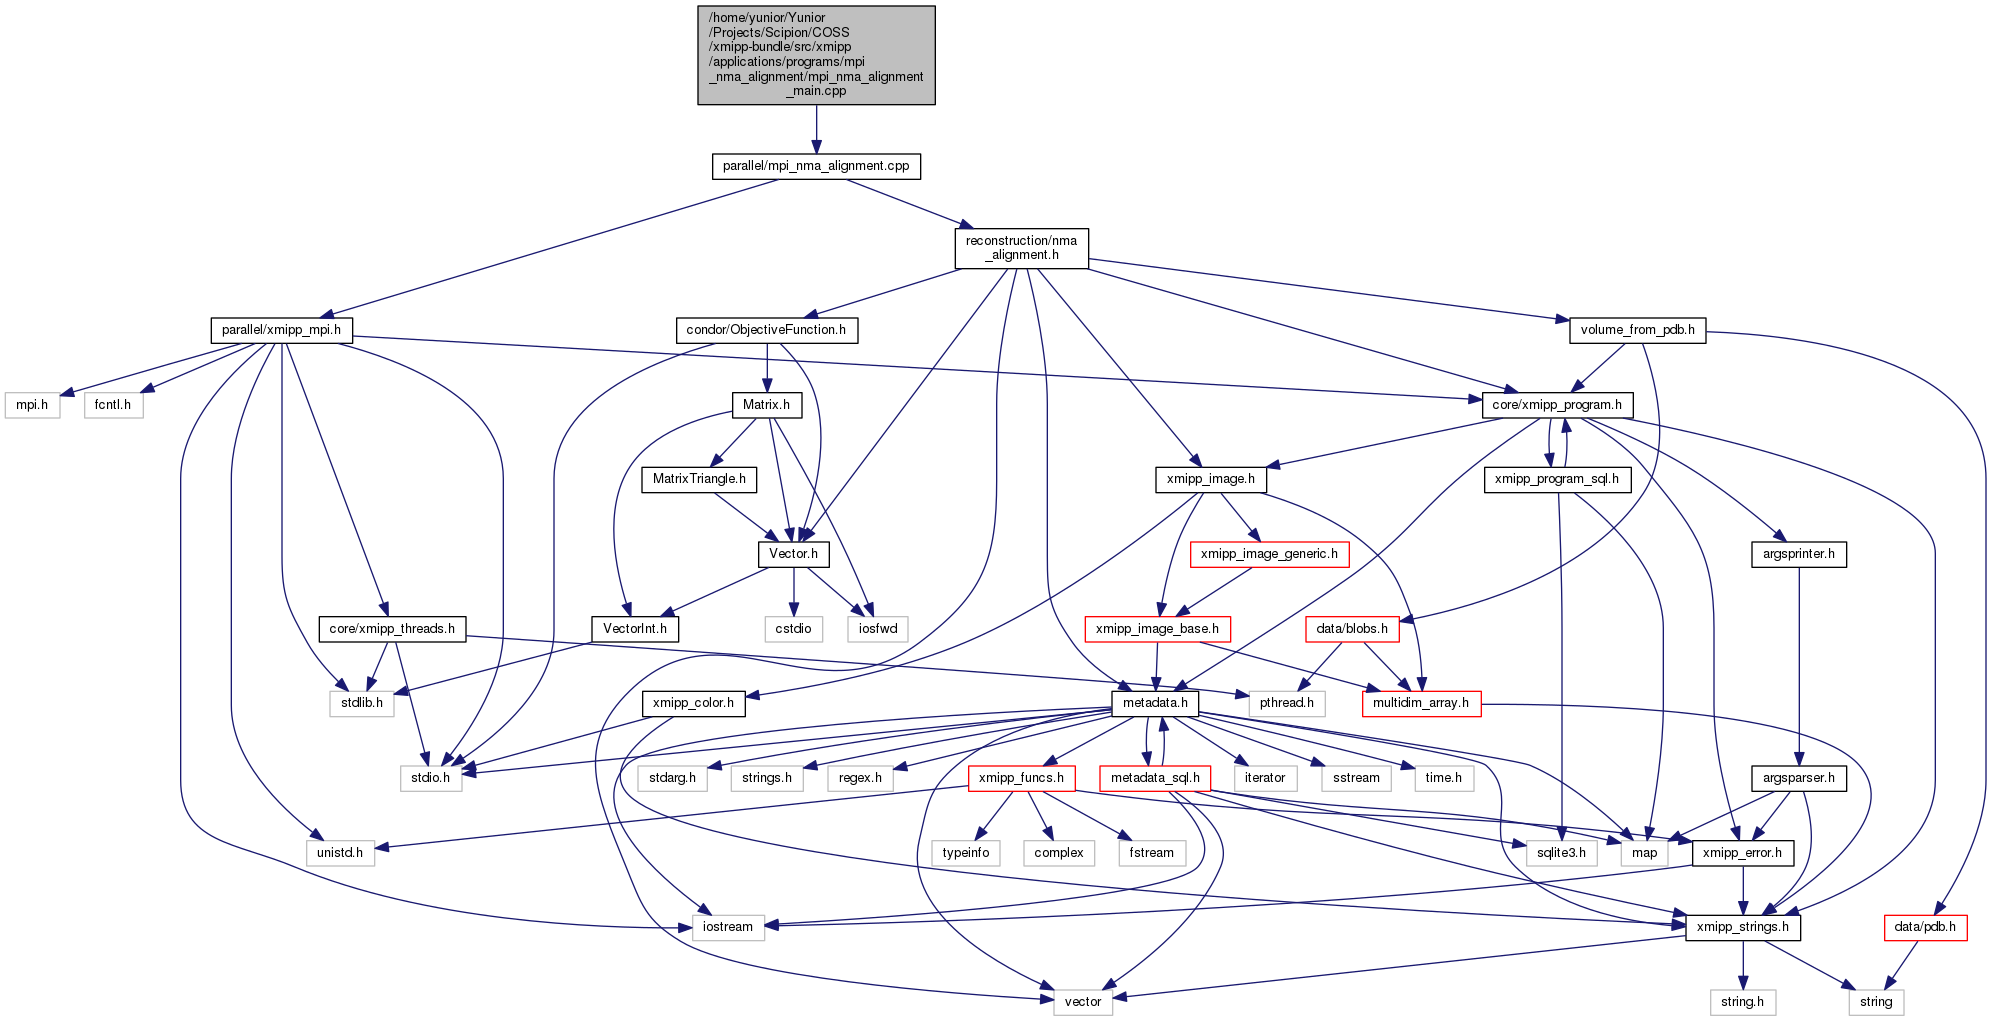 /home/yunior/Yunior
/Projects/Scipion/COSS
/xmipp-bundle/src/xmipp
/applications/programs/mpi
_nma_alignment/mpi_nma_alignment
_main.cpp
parallel/mpi_nma_alignment.cpp
reconstruction/nma
_alignment.h
parallel/xmipp_mpi.h
condor/ObjectiveFunction.h
volume_from_pdb.h
mpi.h
fcntl.h
Matrix.h
core/xmipp_program.h
MatrixTriangle.h
xmipp_image.h
xmipp_program_sql.h
Vector.h
xmipp_image_generic.h
argsprinter.h
core/xmipp_threads.h
VectorInt.h
cstdio
iosfwd
xmipp_image_base.h
data/blobs.h
stdlib.h
xmipp_color.h
metadata.h
pthread.h
multidim_array.h
stdio.h
stdarg.h
strings.h
regex.h
xmipp_funcs.h
metadata_sql.h
iterator
sstream
time.h
argsparser.h
unistd.h
typeinfo
complex
fstream
sqlite3.h
map
xmipp_error.h
iostream
xmipp_strings.h
data/pdb.h
vector
string.h
string